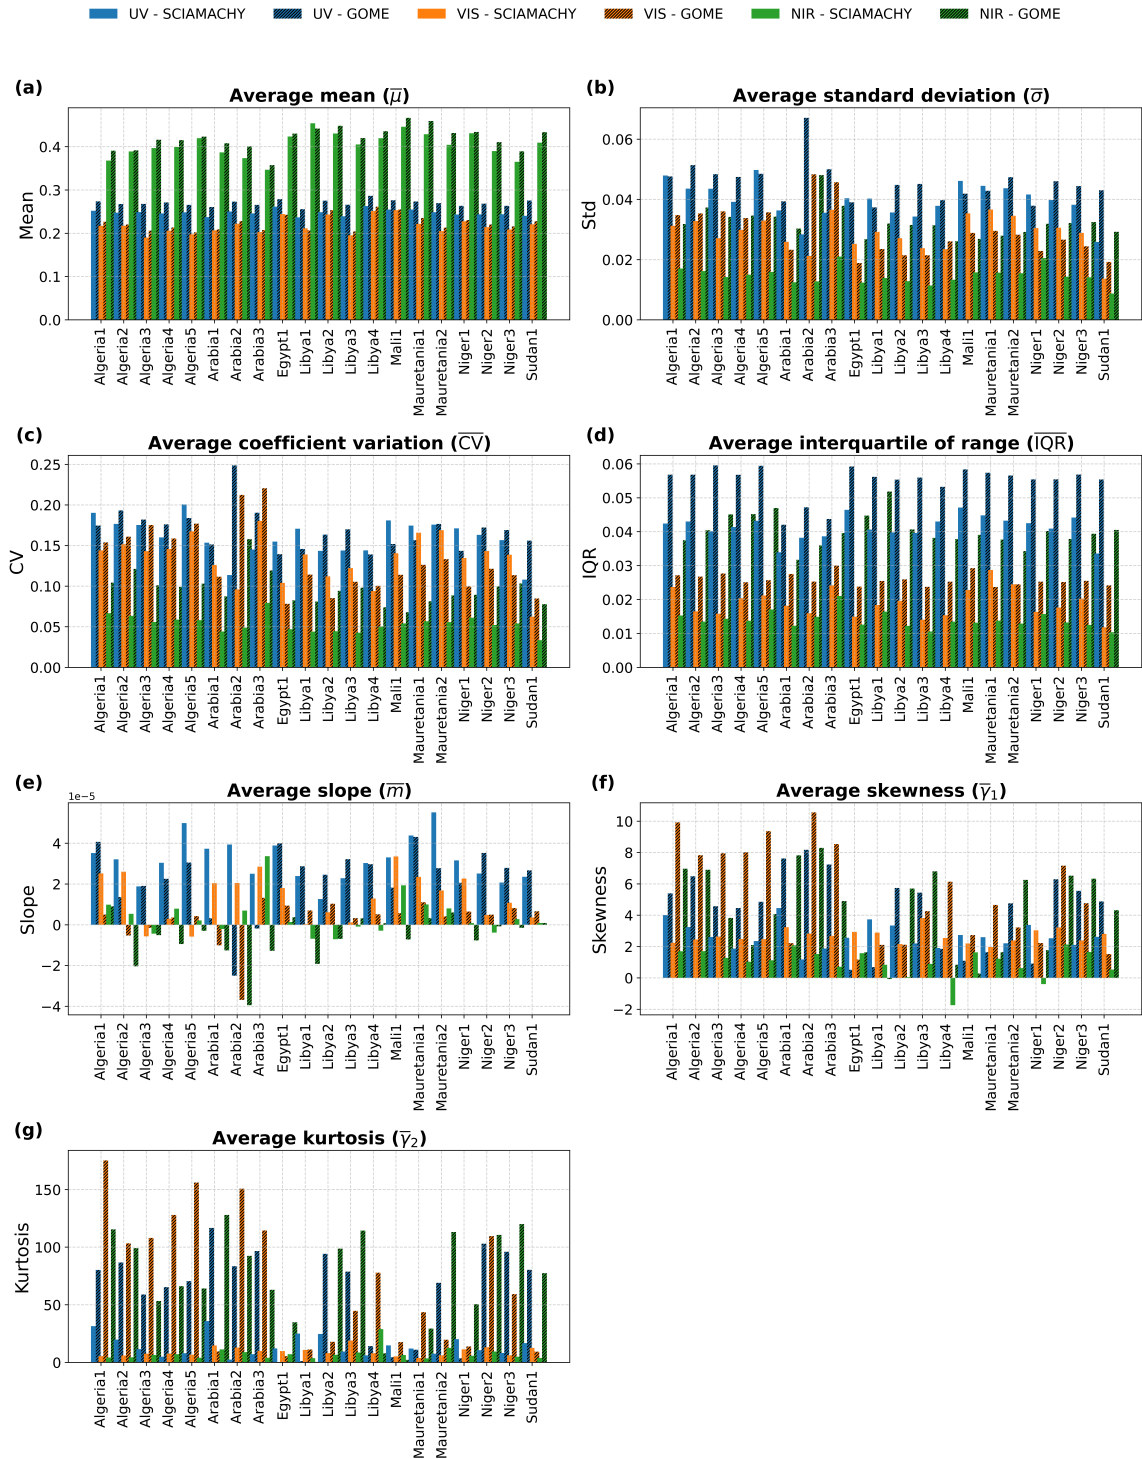 UV - SCIAMACHY UV - GOME VIS - SCIAMACHY VIS - GOME NIR - SCIAMACHY NIR - GOME
(a)
Average mean (μ̅)
Mean
0.4
0.3
0.2
0.1
0.0
Algeria1 Algeria2 Algeria3 Algeria4 Algeria5 Arabia1 Arabia2 Arabia3 Egypt1 Libya1 Libya2 Libya3 Libya4 Mali1 Mauretania1 Mauretania2 Niger1 Niger2 Niger3 Sudan1
(b)
Average standard deviation (σ̅)
Std
0.06
0.04
0.02
0.00
Algeria1 Algeria2 Algeria3 Algeria4 Algeria5 Arabia1 Arabia2 Arabia3 Egypt1 Libya1 Libya2 Libya3 Libya4 Mali1 Mauretania1 Mauretania2 Niger1 Niger2 Niger3 Sudan1
(c)
Average coefficient variation (C̅V̅)
CV
0.25
0.20
0.15
0.10
0.05
0.00
Algeria1 Algeria2 Algeria3 Algeria4 Algeria5 Arabia1 Arabia2 Arabia3 Egypt1 Libya1 Libya2 Libya3 Libya4 Mali1 Mauretania1 Mauretania2 Niger1 Niger2 Niger3 Sudan1
(d)
Average interquartile of range (I̅Q̅R̅)
IQR
0.06
0.05
0.04
0.03
0.02
0.01
0.00
Algeria1 Algeria2 Algeria3 Algeria4 Algeria5 Arabia1 Arabia2 Arabia3 Egypt1 Libya1 Libya2 Libya3 Libya4 Mali1 Mauretania1 Mauretania2 Niger1 Niger2 Niger3 Sudan1
(e)
Average slope (m̅)
1e−5
Slope
4
2
0
−2
−4
Algeria1 Algeria2 Algeria3 Algeria4 Algeria5 Arabia1 Arabia2 Arabia3 Egypt1 Libya1 Libya2 Libya3 Libya4 Mali1 Mauretania1 Mauretania2 Niger1 Niger2 Niger3 Sudan1
(f)
Average skewness (γ̅₁)
Skewness
10
8
6
4
2
0
−2
Algeria1 Algeria2 Algeria3 Algeria4 Algeria5 Arabia1 Arabia2 Arabia3 Egypt1 Libya1 Libya2 Libya3 Libya4 Mali1 Mauretania1 Mauretania2 Niger1 Niger2 Niger3 Sudan1
(g)
Average kurtosis (γ̅₂)
Kurtosis
150
100
50
0
Algeria1 Algeria2 Algeria3 Algeria4 Algeria5 Arabia1 Arabia2 Arabia3 Egypt1 Libya1 Libya2 Libya3 Libya4 Mali1 Mauretania1 Mauretania2 Niger1 Niger2 Niger3 Sudan1